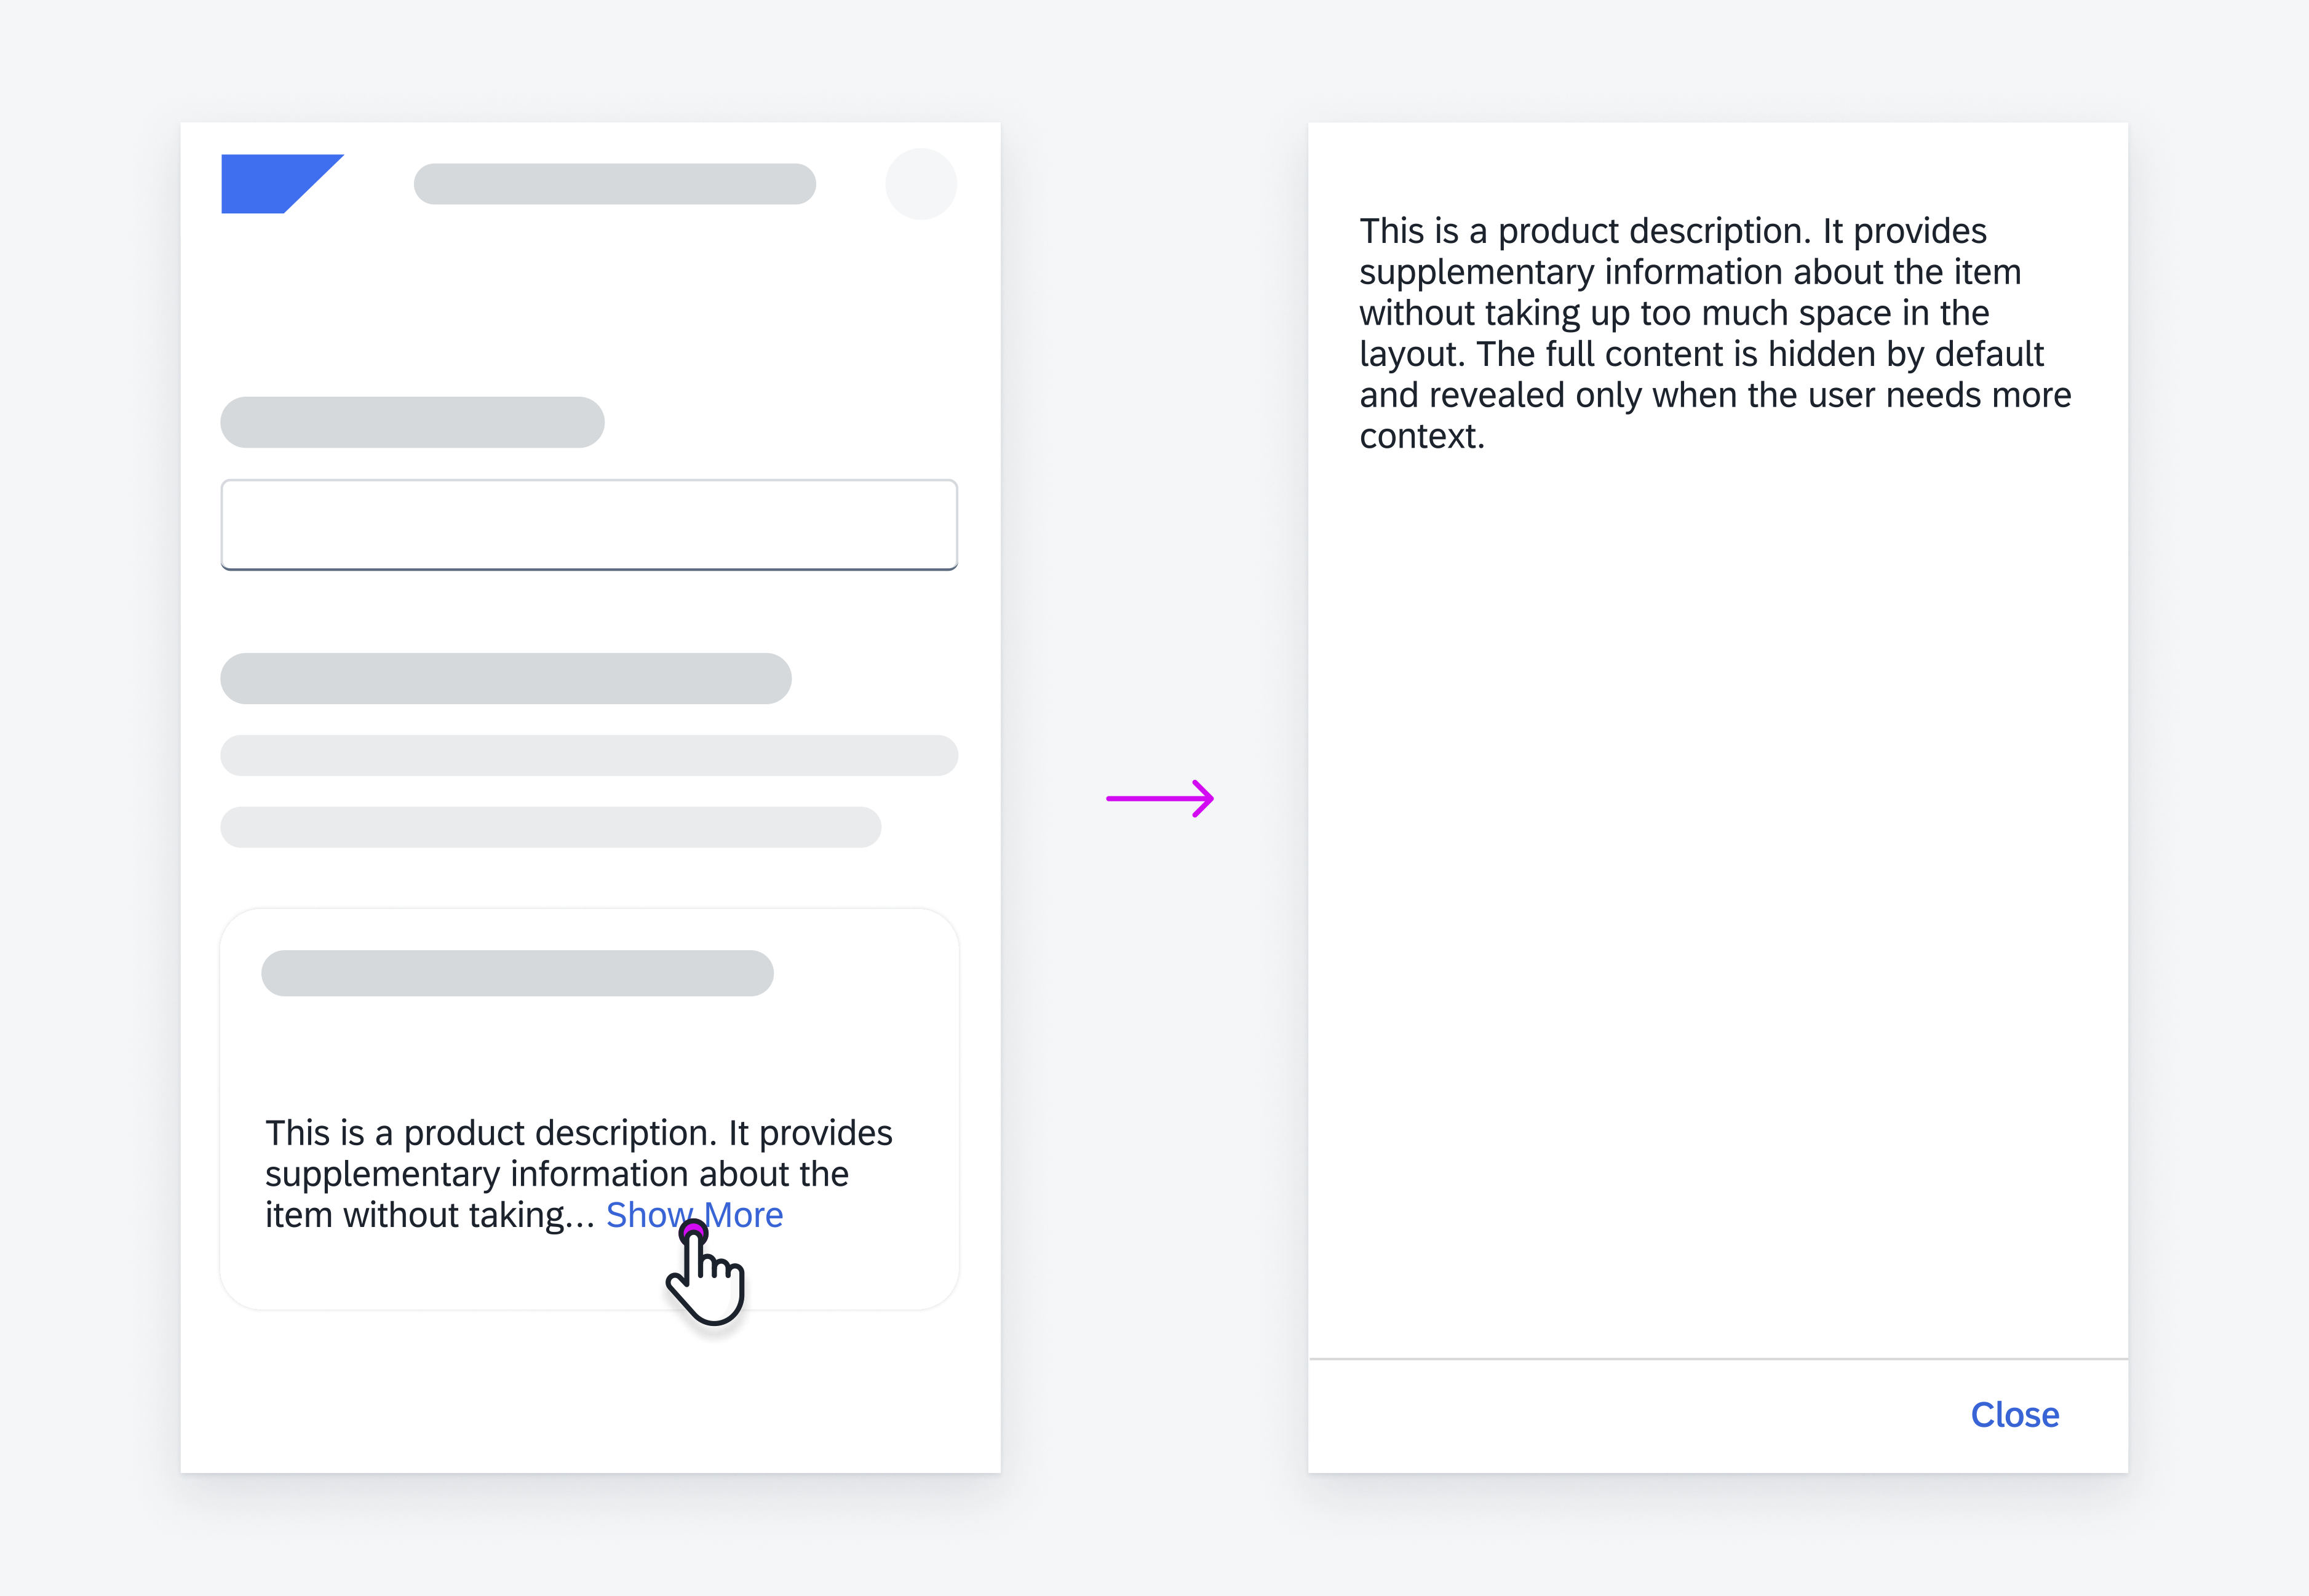 This is a product description. It provides
supplementary information about the
item without taking... Show More
This is a product description. It provides
supplementary information about the item
without taking up too much space in the
layout. The full content is hidden by default
and revealed only when the user needs more
context.
Close